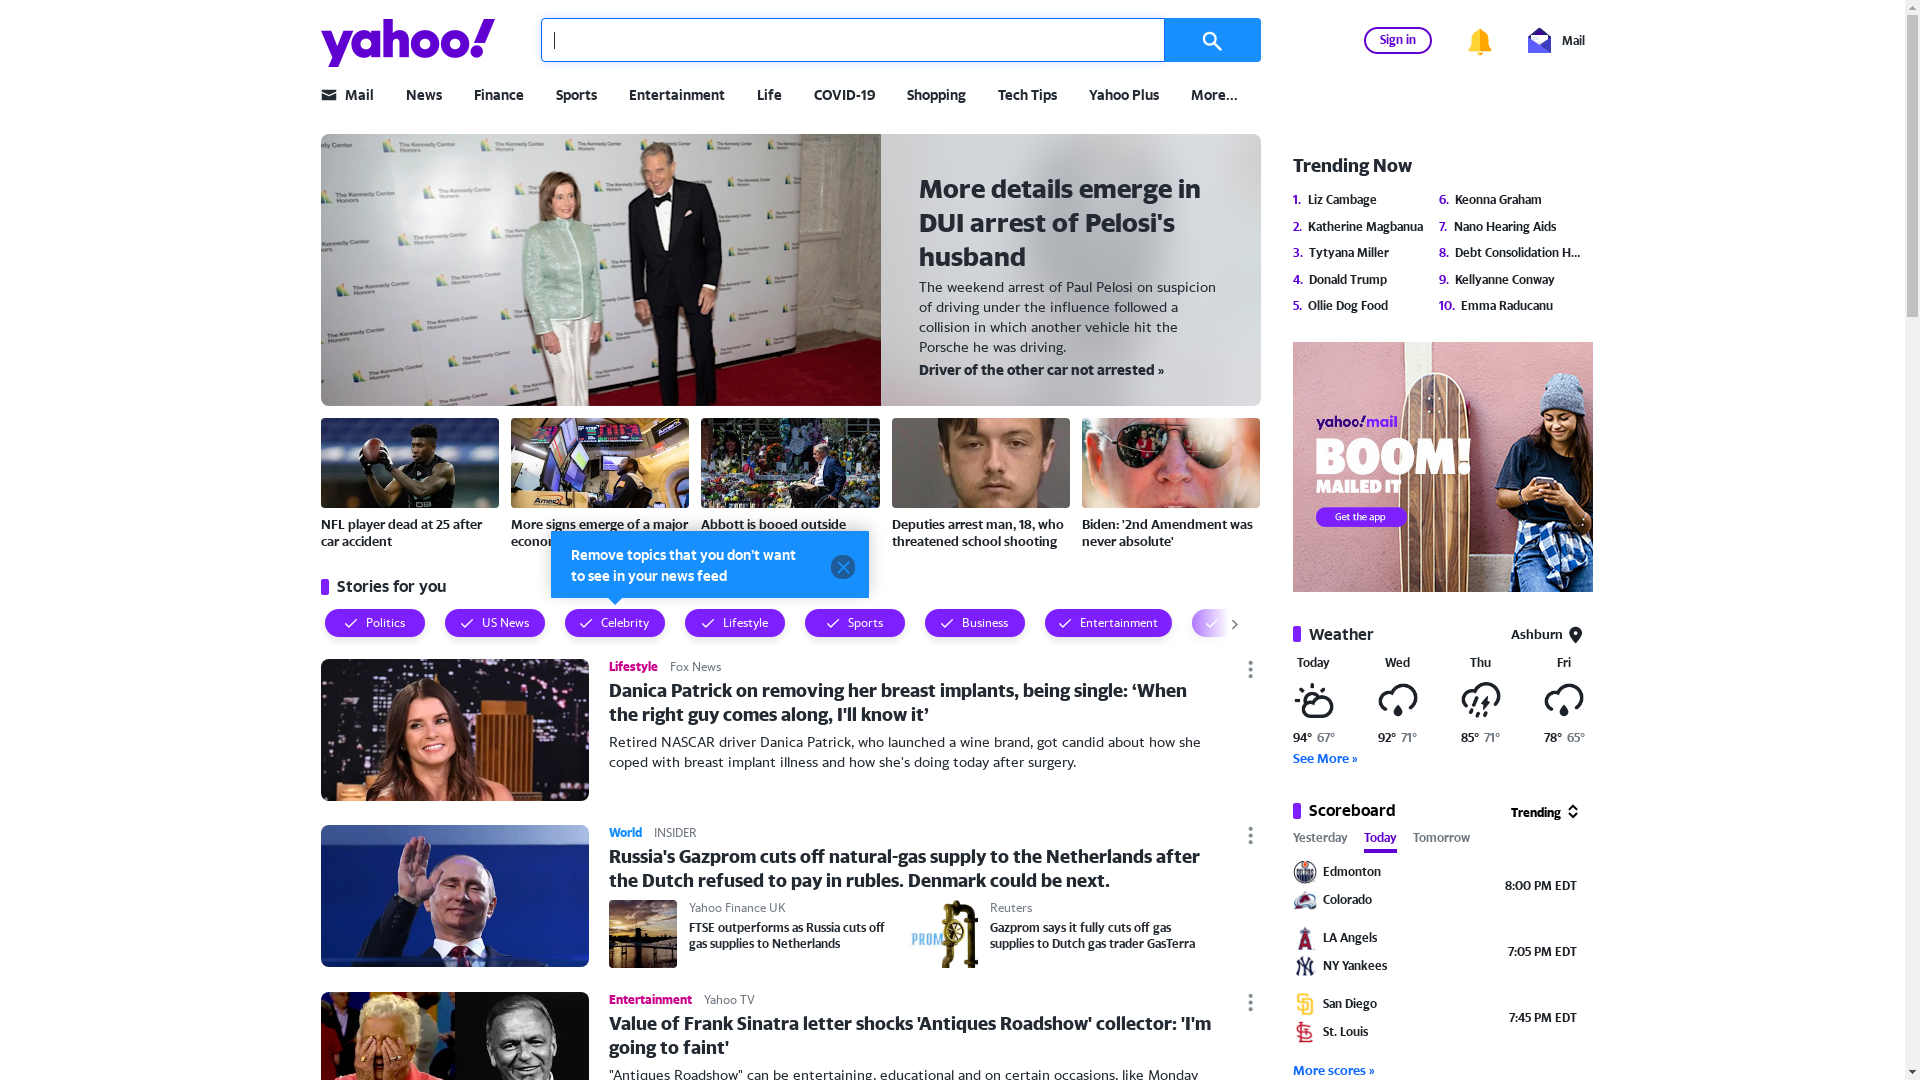 yahoo!
Sign in
Mail
Mail
News
Finance
Sports
Entertainment
Life
COVID-19
Shopping
Tech Tips
Yahoo Plus
More...
More details emerge in
DUI arrest of Pelosi's
husband
The weekend arrest of Paul Pelosi on suspicion
of driving under the influence followed a
collision in which another vehicle hit the
Porsche he was driving.
Driver of the other car not arrested »
NFL player dead at 25 after
car accident
More signs emerge of a major
Abbott is booed outside
Deputies arrest man, 18, who
threatened school shooting
Biden: '2nd Amendment was
never absolute'
Remove topics that you don't want
to see in your news feed
Stories for you
Politics
US News
Celebrity
Lifestyle
Sports
Business
Entertainment
Lifestyle Fox News
Danica Patrick on removing her breast implants, being single: ‘When
the right guy comes along, I'll know it’
Retired NASCAR driver Danica Patrick, who launched a wine brand, got candid about how she
coped with breast implant illness and how she's doing today after surgery.
World INSIDER
Russia's Gazprom cuts off natural-gas supply to the Netherlands after
the Dutch refused to pay in rubles. Denmark could be next.
Yahoo Finance UK
FTSE outperforms as Russia cuts off
gas supplies to Netherlands
Reuters
Gazprom says it fully cuts off gas
supplies to Dutch gas trader GasTerra
Entertainment Yahoo TV
Value of Frank Sinatra letter shocks 'Antiques Roadshow' collector: 'I'm
going to faint'
"Antiques Roadshow" can be entertaining, educational and on certain occasions, like Monday
Trending Now
1. Liz Cambage
2. Katherine Magbanua
3. Tytyana Miller
4. Donald Trump
5. Ollie Dog Food
6. Keonna Graham
7. Nano Hearing Aids
8. Debt Consolidation H...
9. Kellyanne Conway
10. Emma Raducanu
yahoo!mail
BOOM!
MAILED IT
Get the app
Weather
Ashburn
Today Wed Thu Fri
94° 67° 92° 71° 85° 71° 78° 65°
See More »
Scoreboard
Trending
Yesterday Today Tomorrow
Edmonton
Colorado
8:00 PM EDT
LA Angels
NY Yankees
7:05 PM EDT
San Diego
St. Louis
7:45 PM EDT
More scores »